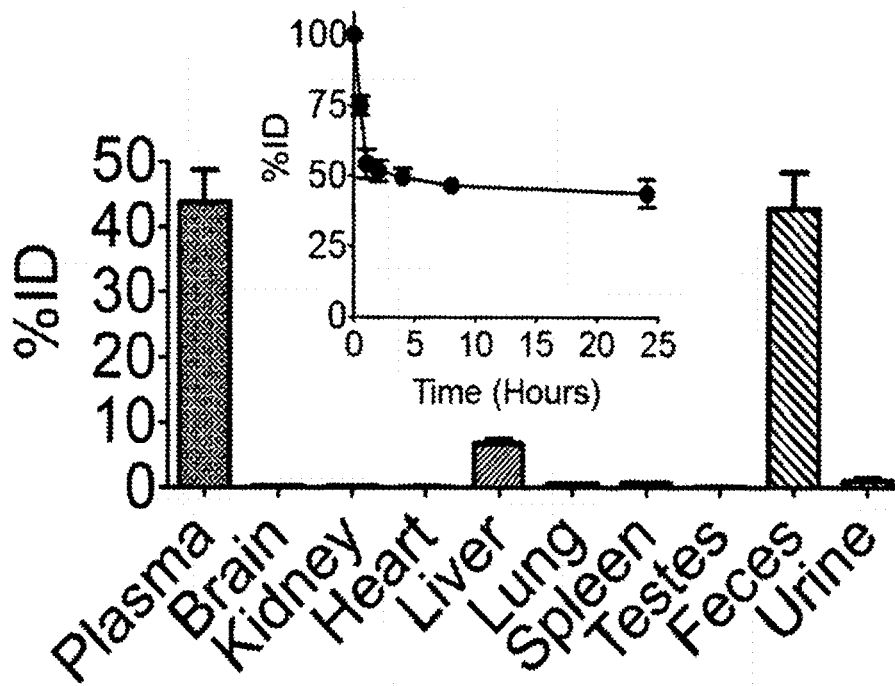 100
75
50
25
0
%ID
0 5 10 15 20 25
Time (Hours)
50
40
30
20
10
0
%ID
Plasma
Brain
Kidney
Heart
Liver
Lung
Spleen
Testes
Feces
Urine